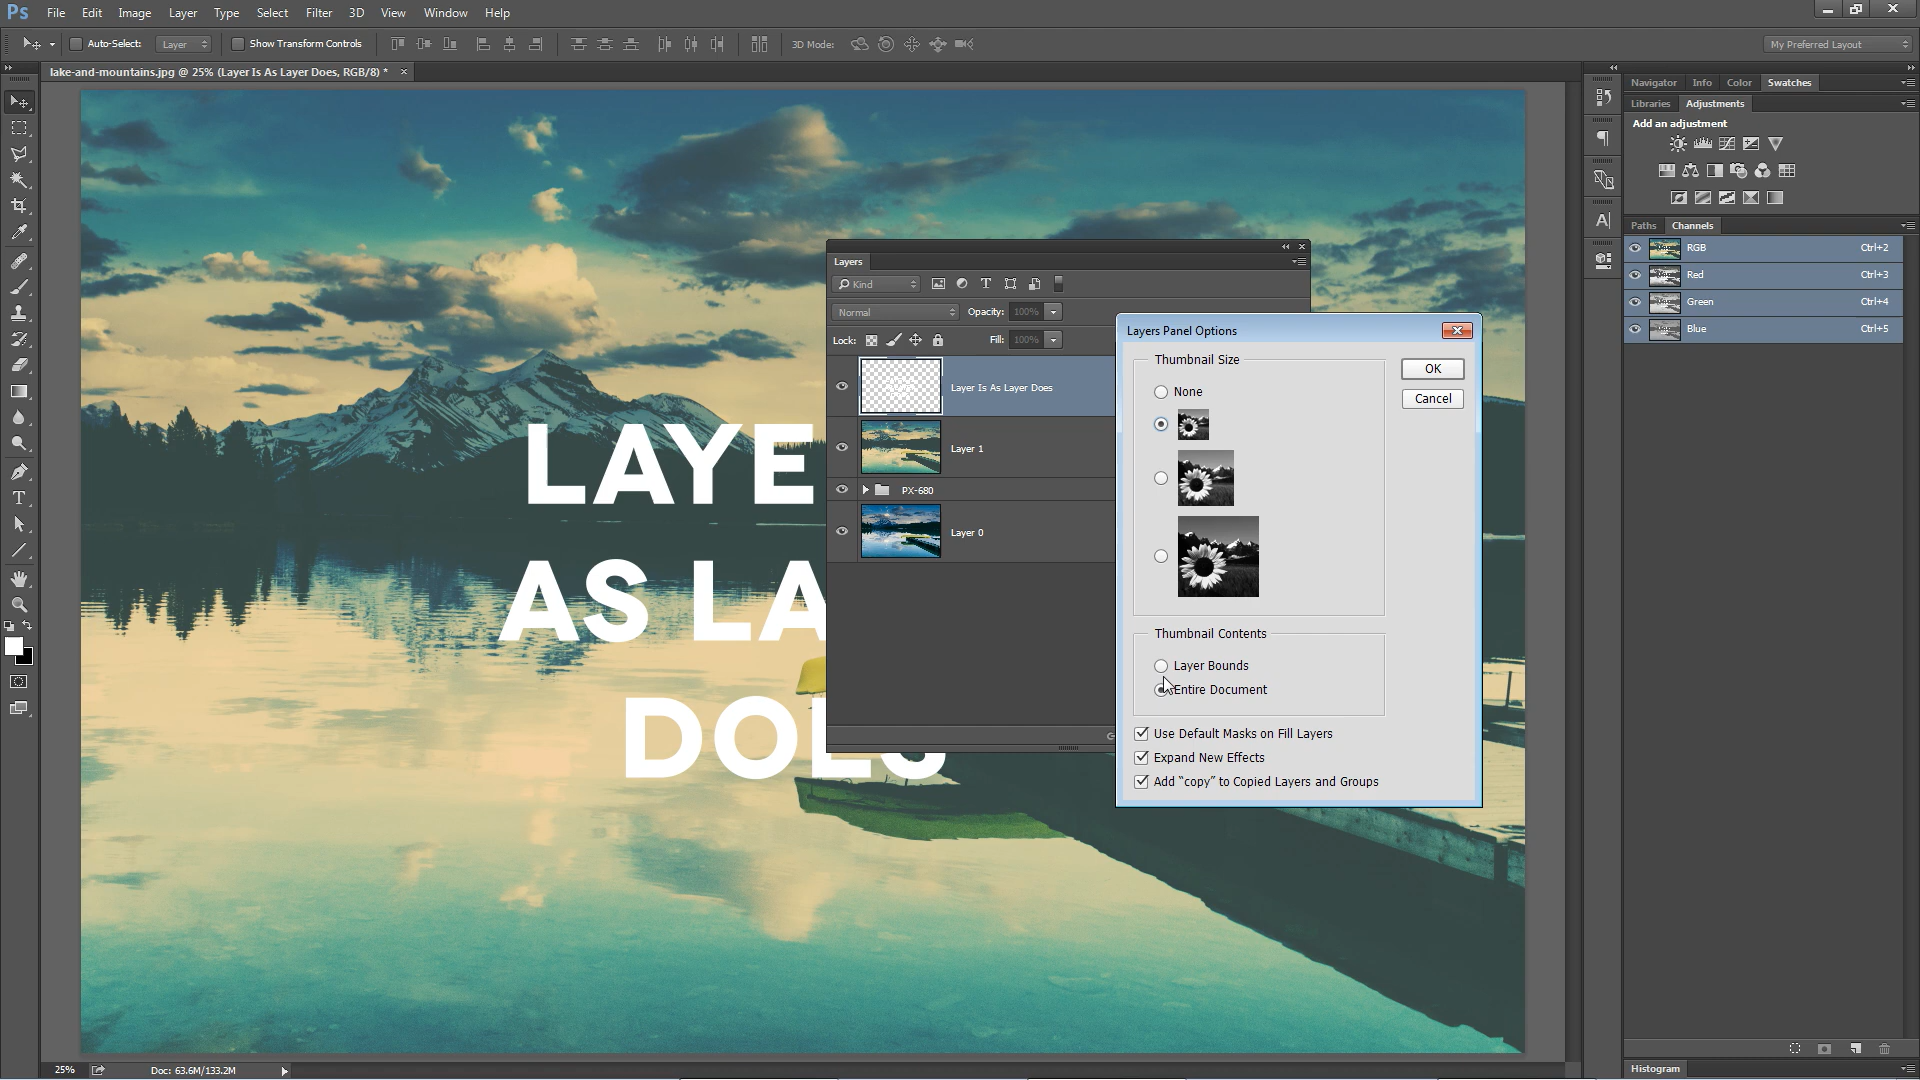 Ps File Edit Image Layer Type Select Filter 3D View Window Help
Auto-Select: Layer Show Transform Controls 3D Mode: My Preferred Layout
lake-and-mountains.jpg @ 25% (Layer Is As Layer Does, RGB/8) * ×
LAYE
AS LA
DOES
Layers
Kind
Normal Opacity: 100%
Lock: Fill: 100%
Layer Is As Layer Does
Layer 1
PX-680
Layer 0
Layers Panel Options
Thumbnail Size
None
OK
Cancel
Thumbnail Contents
Layer Bounds
Entire Document
Use Default Masks on Fill Layers
Expand New Effects
Add “copy” to Copied Layers and Groups
Navigator Info Color Swatches
Libraries Adjustments
Add an adjustment
Paths Channels
RGB Ctrl+2
Red Ctrl+3
Green Ctrl+4
Blue Ctrl+5
Histogram
25% Doc: 63.6M/133.2M